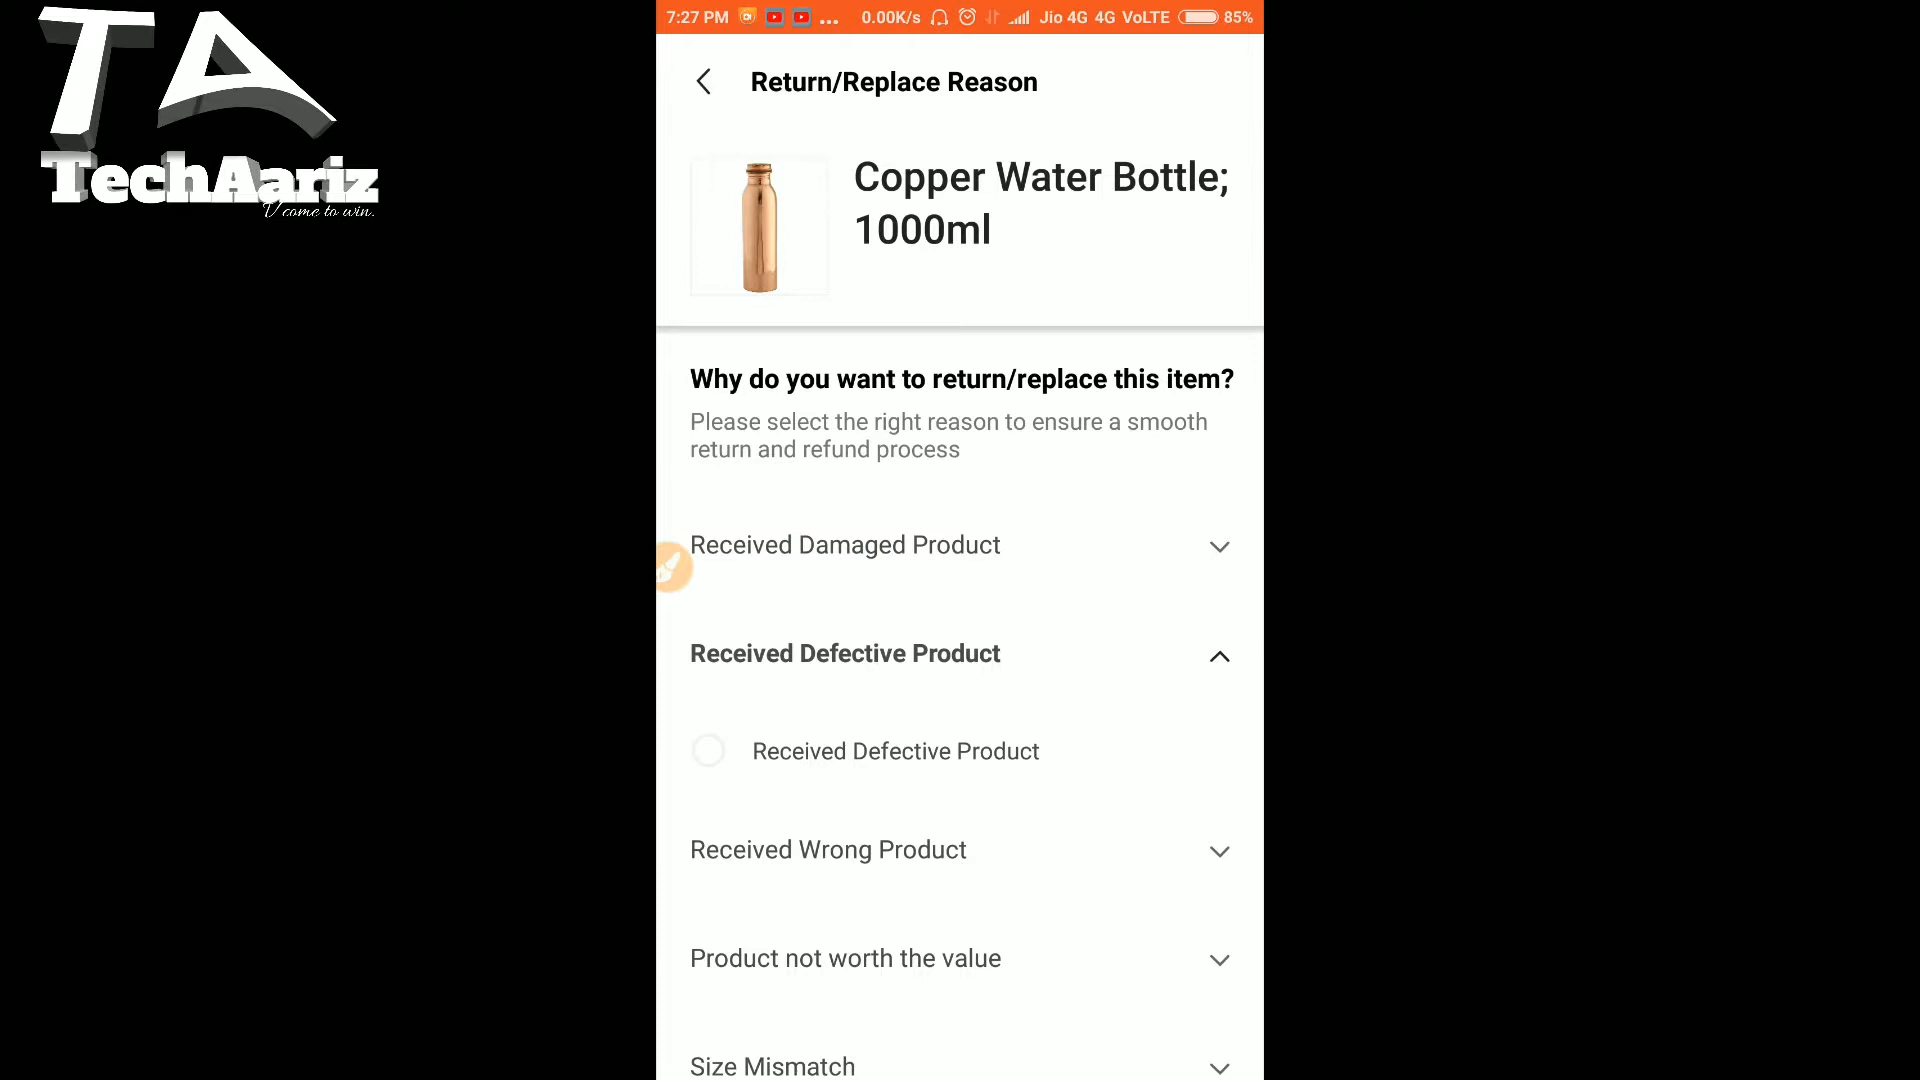 TA
TechAariz
V come to win.
7:27 PM ... 0.00K/s Jio 4G 4G VoLTE 85%
Return/Replace Reason
Copper Water Bottle;
1000ml
Why do you want to return/replace this item?
Please select the right reason to ensure a smooth
return and refund process
Received Damaged Product
Received Defective Product
Received Defective Product
Received Wrong Product
Product not worth the value
Size Mismatch